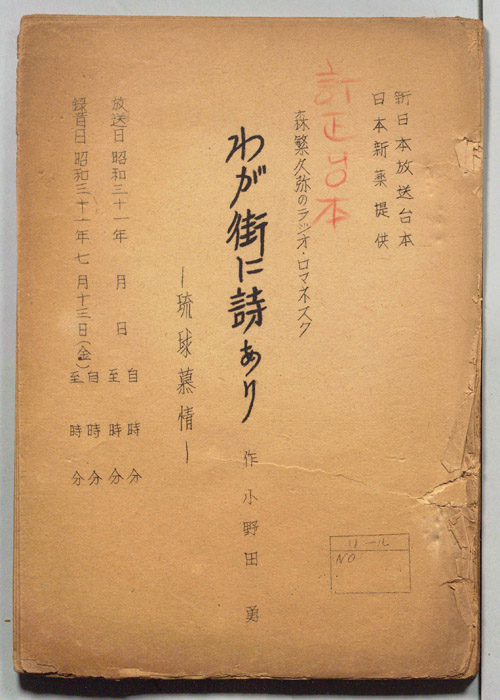 新日本放送台本
日本新薬提供
訂正台本
森繁久弥のラジオ・ロマネスク
わが街に詩あり
作 小野田 勇
―琉球慕情―
放送日 昭和三十一年 月 日 自 時 分
至 時 分
録音日 昭和三十一年七月十三日(金) 自 時 分
至 時 分
リール
NO